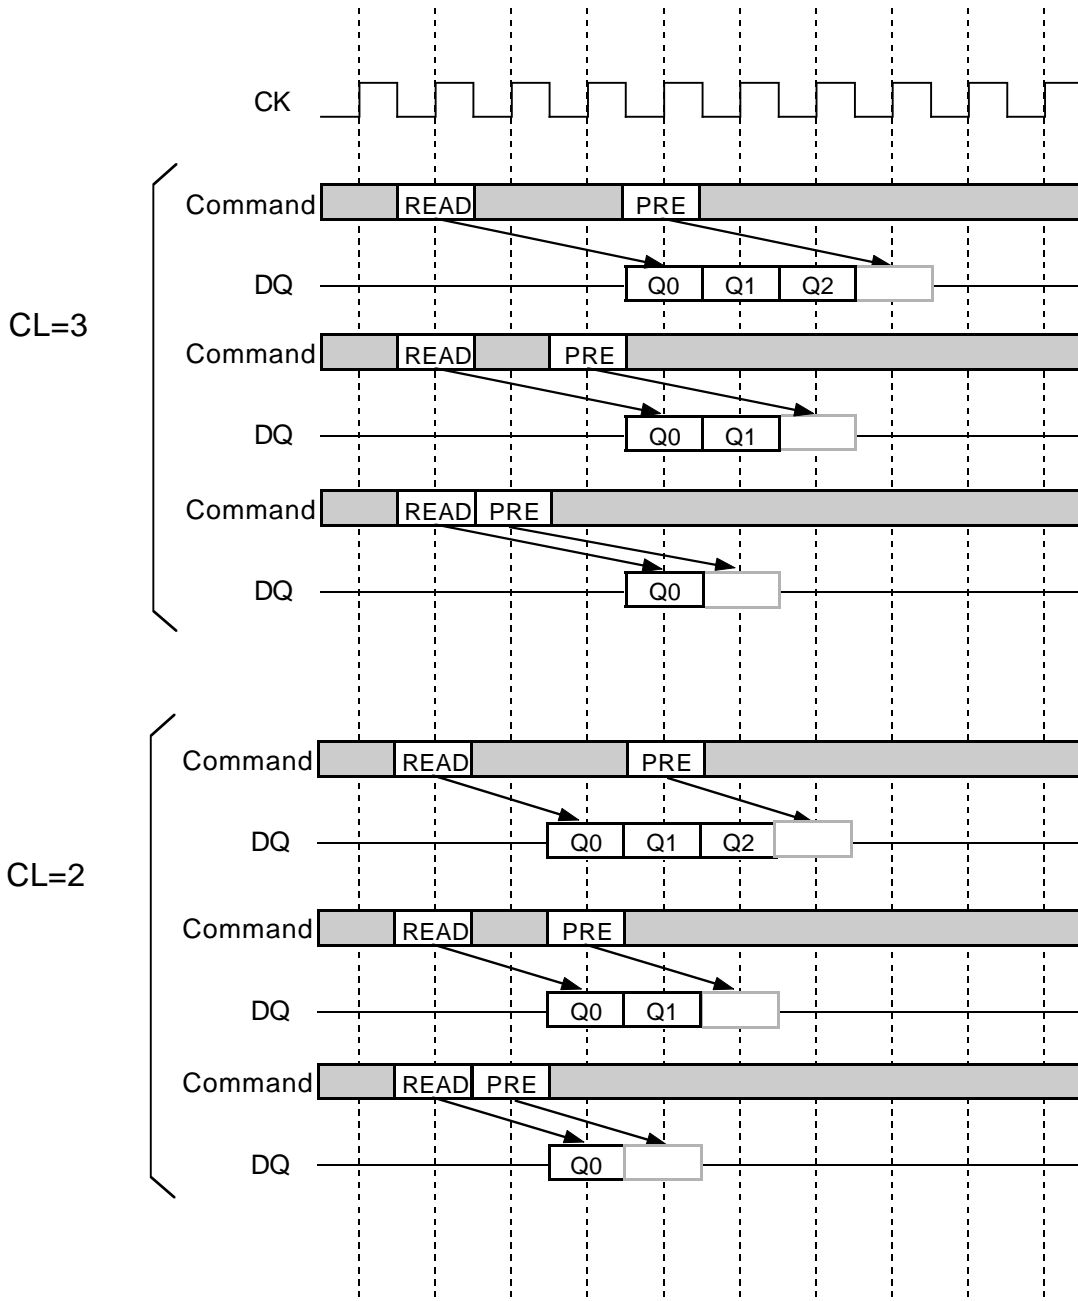 CK
Command READ PRE
DQ Q0 Q1 Q2
CL=3
Command READ PRE
DQ Q0 Q1
Command READ PRE
DQ Q0
Command READ PRE
DQ Q0 Q1 Q2
CL=2
Command READ PRE
DQ Q0 Q1
Command READ PRE
DQ Q0